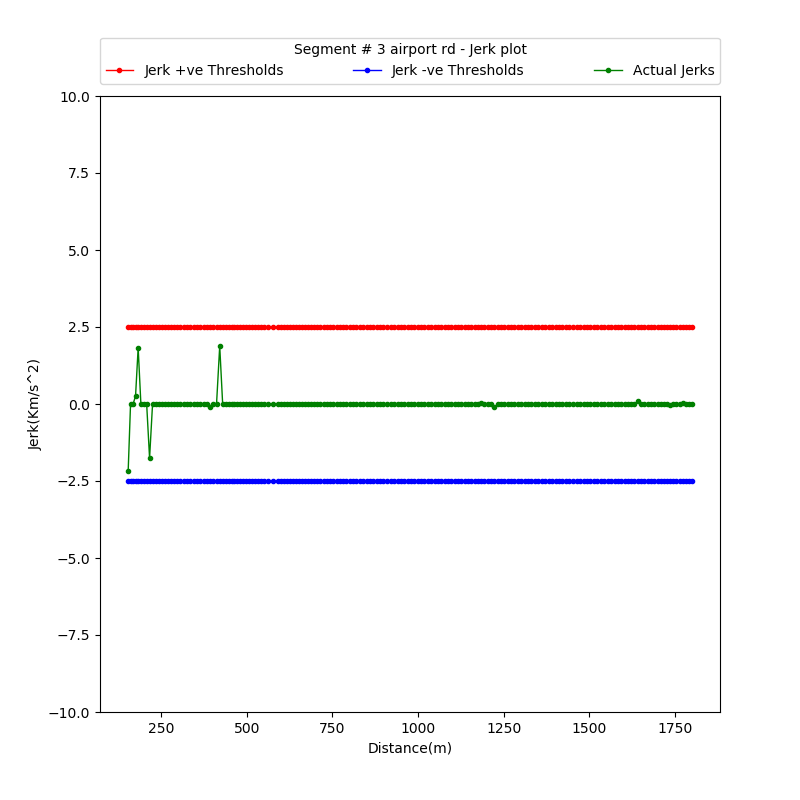 Segment # 3 airport rd - Jerk plot
Jerk +ve Thresholds
Jerk -ve Thresholds
Actual Jerks
10.0
7.5
5.0
2.5
0.0
−2.5
−5.0
−7.5
−10.0
Jerk(Km/s^2)
250
500
750
1000
1250
1500
1750
Distance(m)